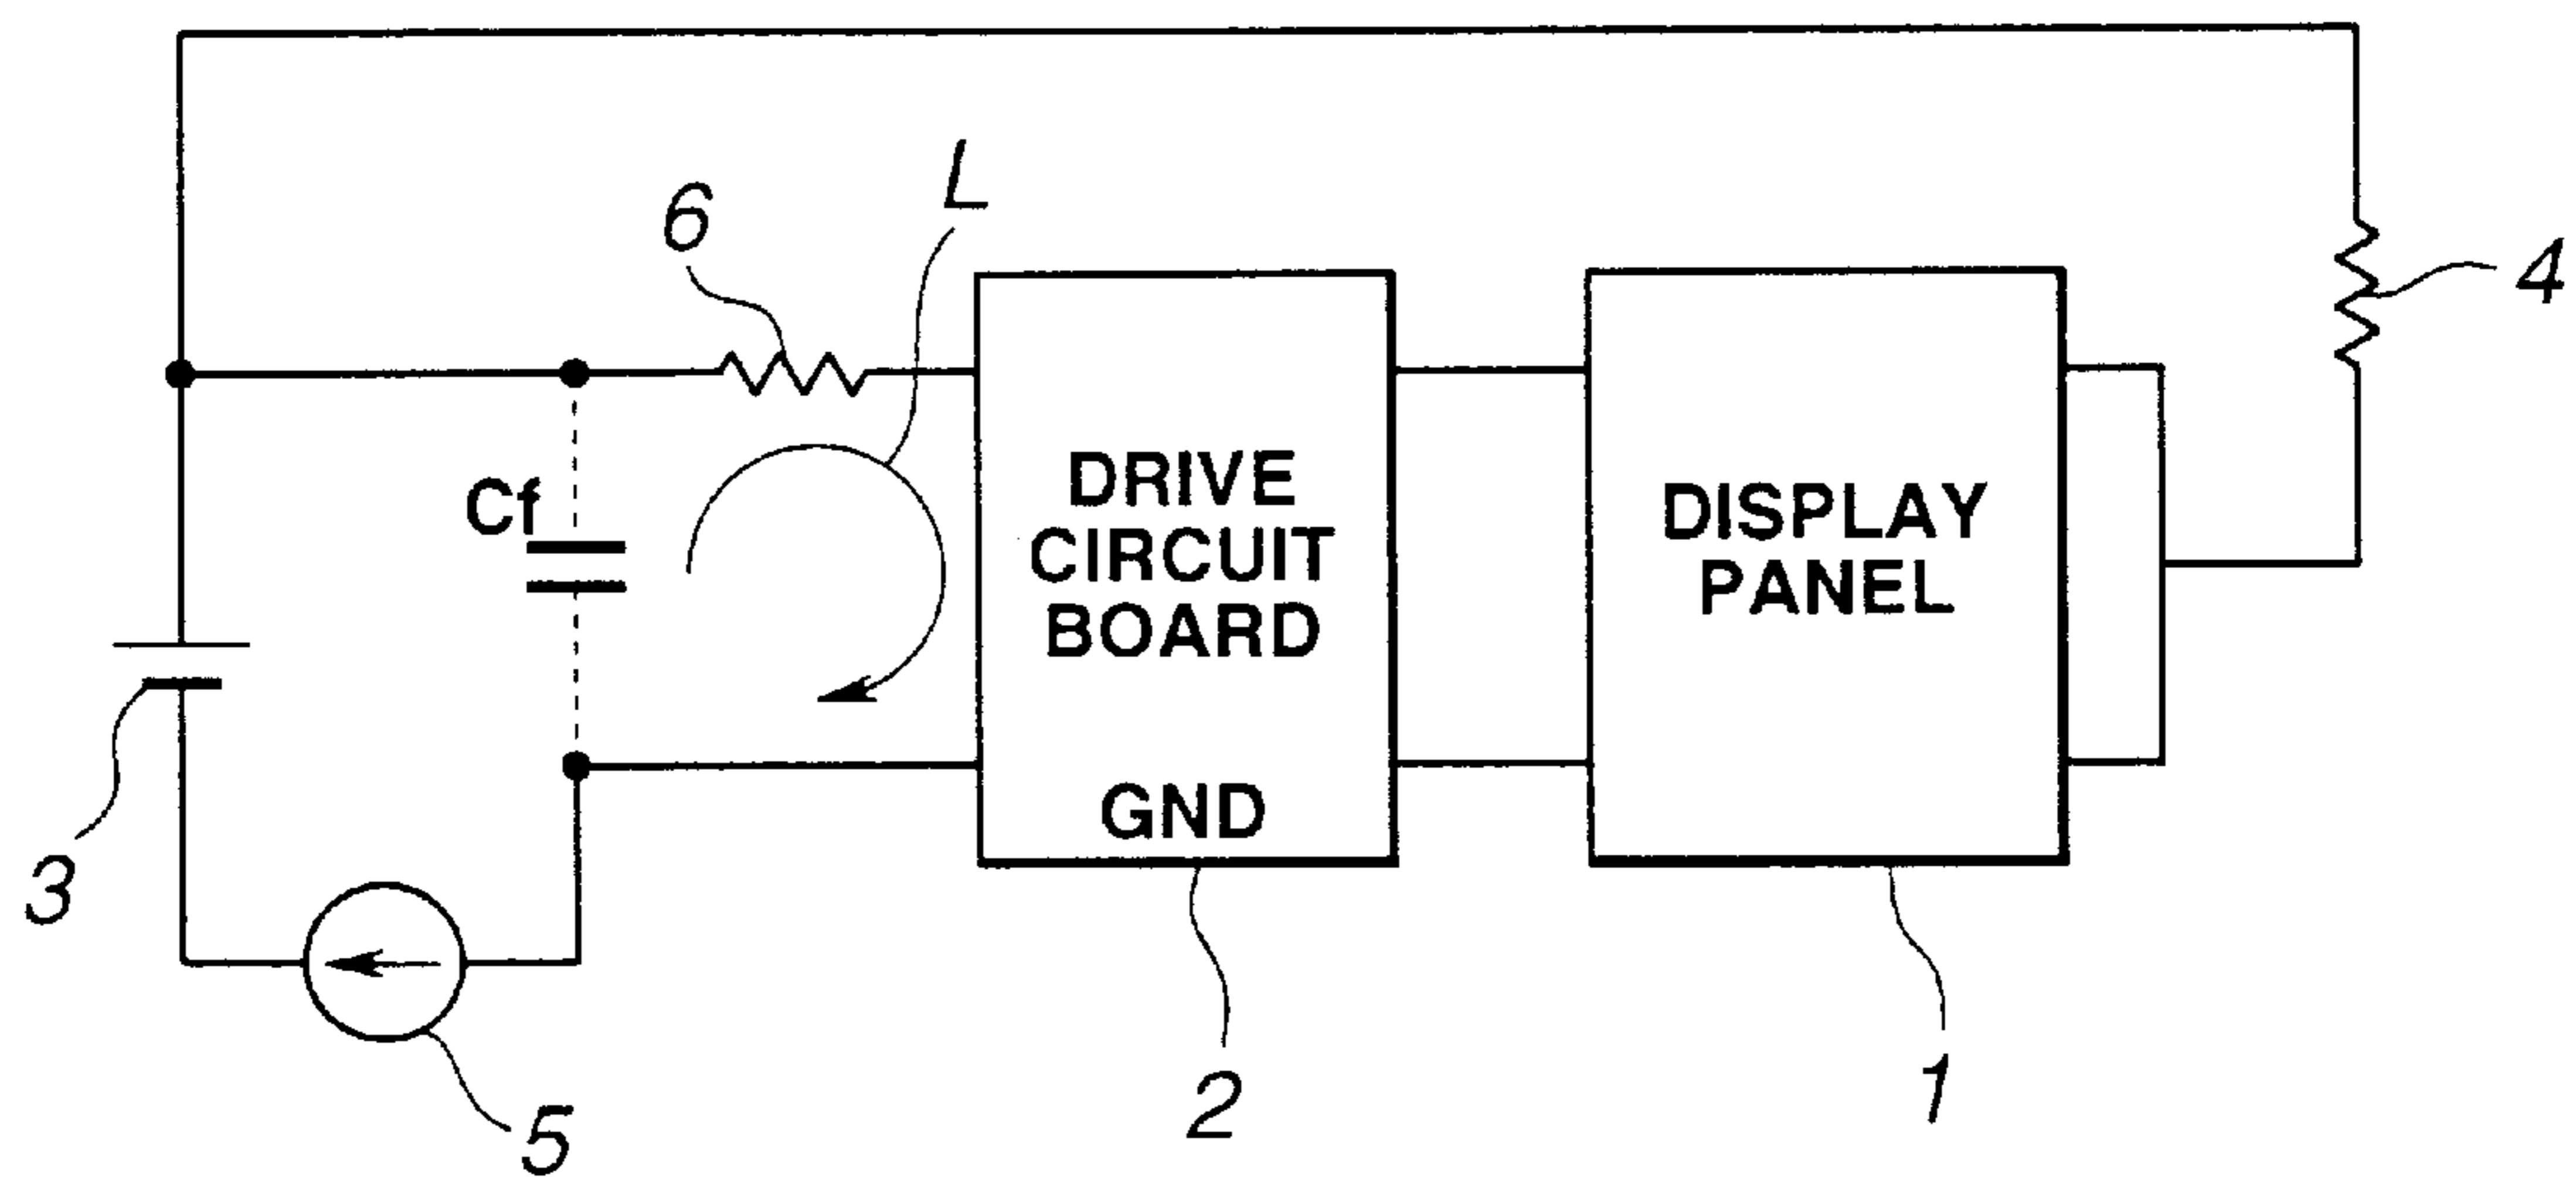 L
6
4
Cf
DRIVE
CIRCUIT
BOARD
GND
DISPLAY
PANEL
3
5
2
1